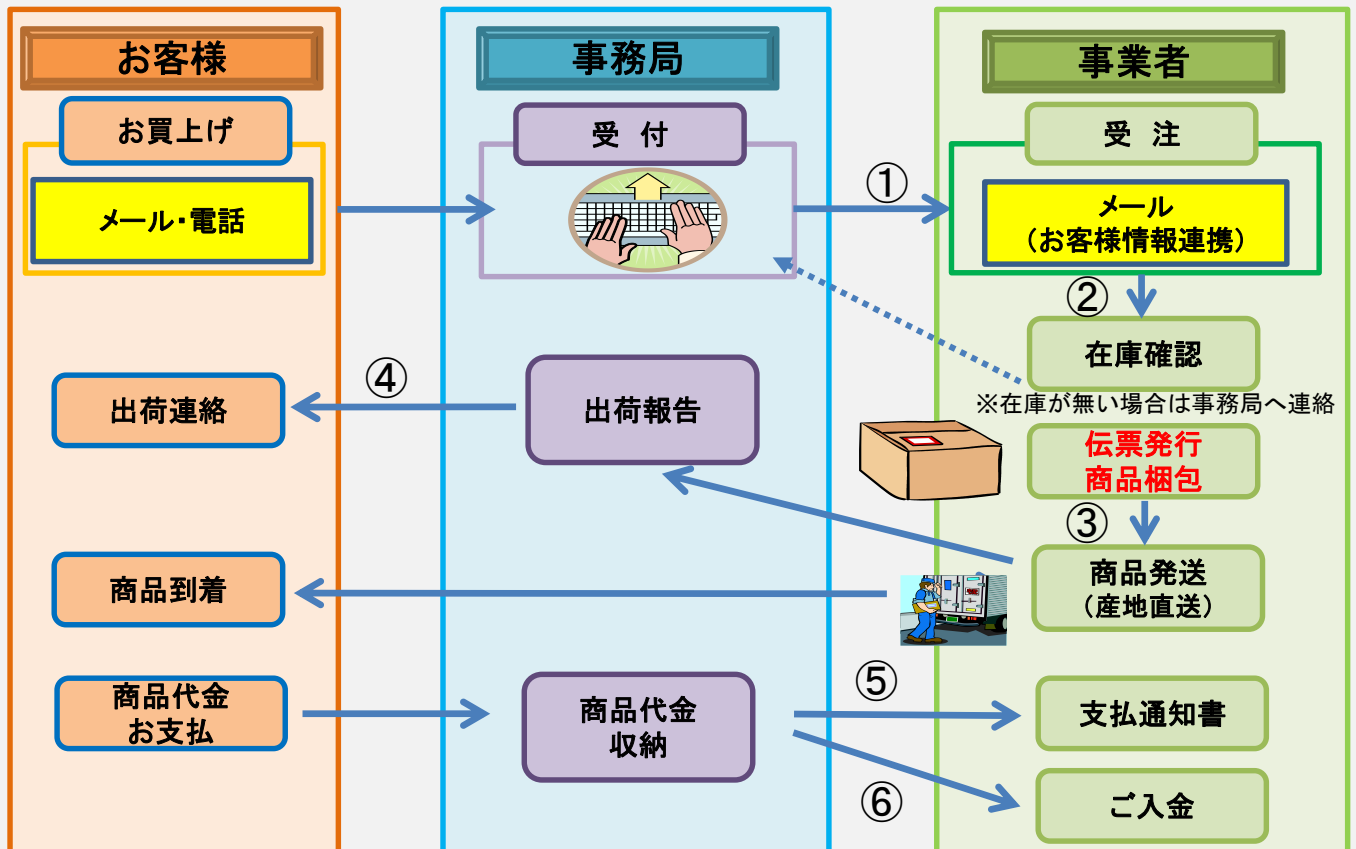 お客様
事務局
事業者
お買上げ
受 付
受 注
メール・電話
①
メール
(お客様情報連携)
②
在庫確認
※在庫が無い場合は事務局へ連絡
出荷連絡
④
出荷報告
伝票発行
商品梱包
③
商品到着
商品発送
(産地直送)
商品代金
お支払
商品代金
収納
⑤
支払通知書
⑥
ご入金